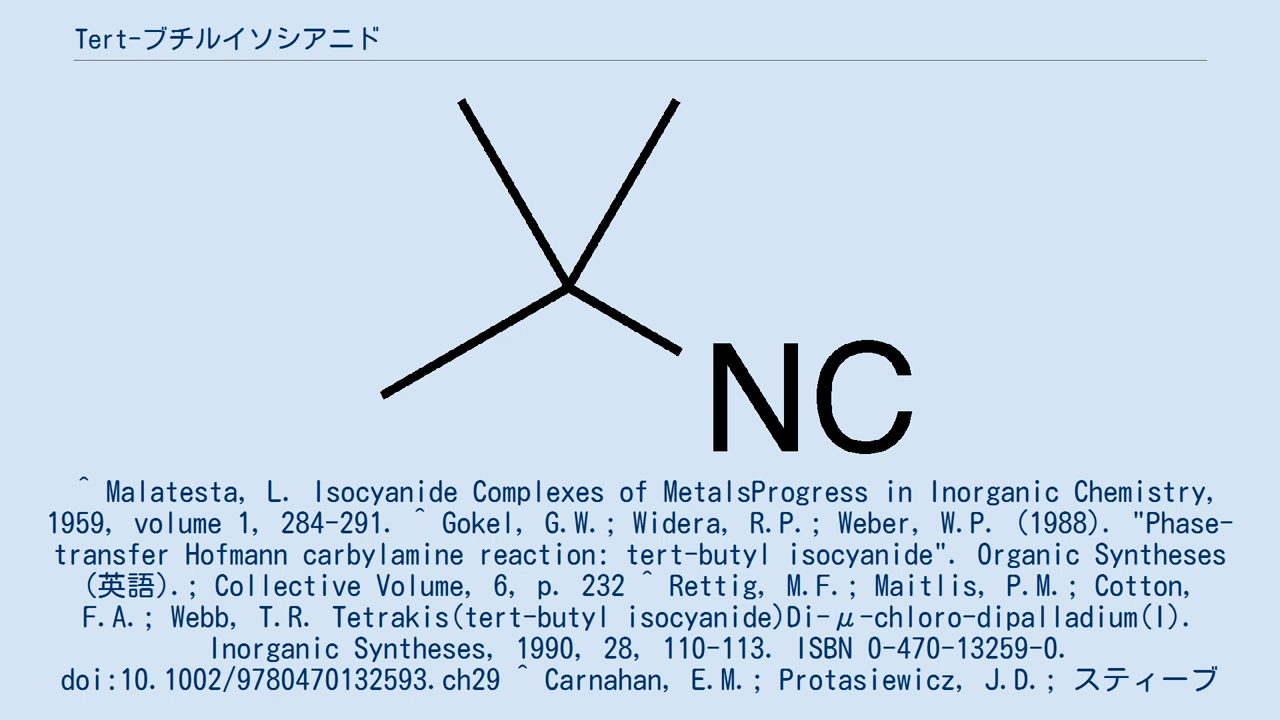 Tert-ブチルイソシアニド
NC
^ Malatesta, L. Isocyanide Complexes of MetalsProgress in Inorganic Chemistry,
1959, volume 1, 284-291. ^ Gokel, G.W.; Widera, R.P.; Weber, W.P. (1988). "Phase-
transfer Hofmann carbylamine reaction: tert-butyl isocyanide". Organic Syntheses
(英語).; Collective Volume, 6, p. 232 ^ Rettig, M.F.; Maitlis, P.M.; Cotton,
F.A.; Webb, T.R. Tetrakis(tert-butyl isocyanide)Di-μ-chloro-dipalladium(I).
Inorganic Syntheses, 1990, 28, 110-113. ISBN 0-470-13259-0.
doi:10.1002/9780470132593.ch29 ^ Carnahan, E.M.; Protasiewicz, J.D.; スティーブ